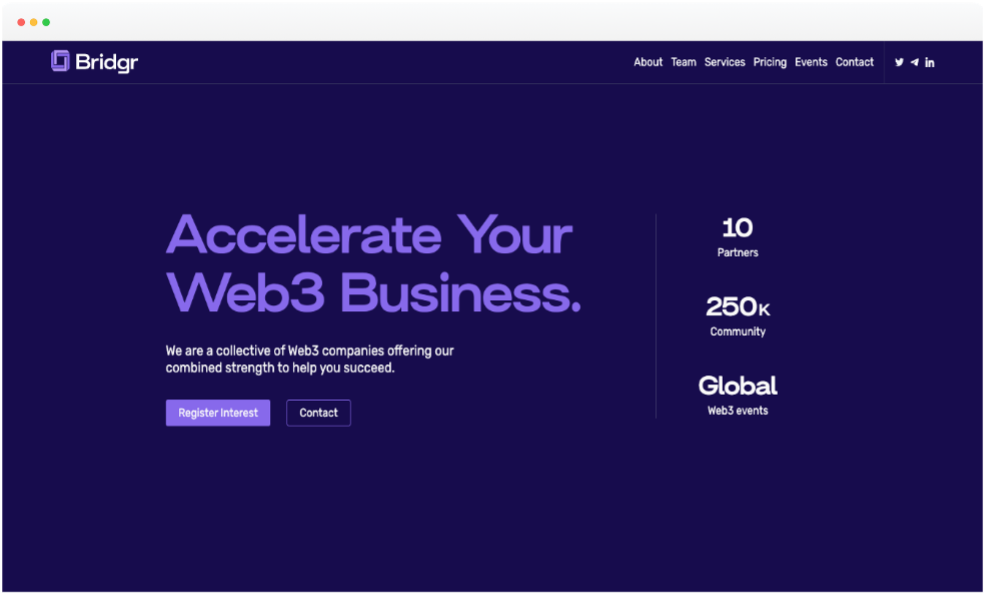 Bridgr
About Team Services Pricing Events Contact
Accelerate Your
Web3 Business.
We are a collective of Web3 companies offering our
combined strength to help you succeed.
Register Interest
Contact
10
Partners
250K
Community
Global
Web3 events